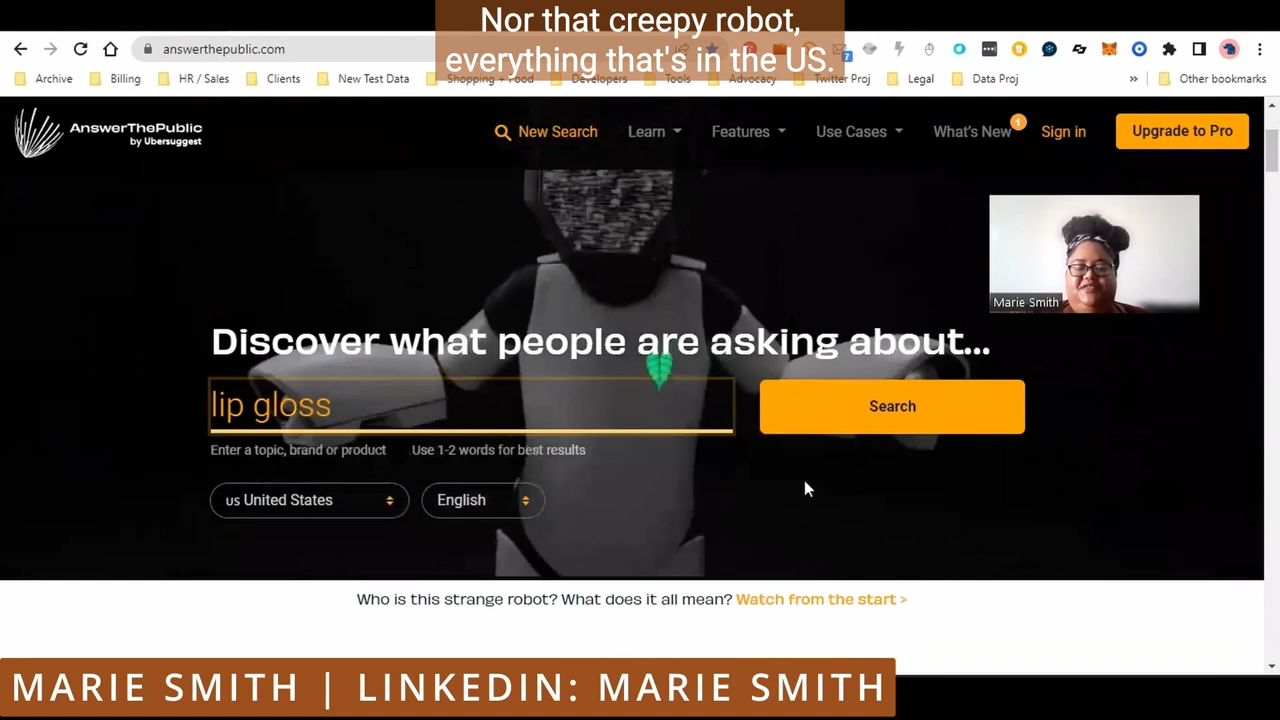 Nor that creepy robot,
everything that's in the US.
answerthepublic.com
7
Archive Billing HR / Sales Clients New Test Data Shopping + Food Developers Tools Advocacy Twitter Proj Legal Data Proj » Other bookmarks
AnswerThePublic
by Ubersuggest
New Search Learn Features Use Cases What's New 1 Sign in Upgrade to Pro
Marie Smith
Discover what people are asking about...
lip gloss
Search
Enter a topic, brand or product Use 1-2 words for best results
us United States English
Who is this strange robot? What does it all mean? Watch from the start >
MARIE SMITH | LINKEDIN: MARIE SMITH